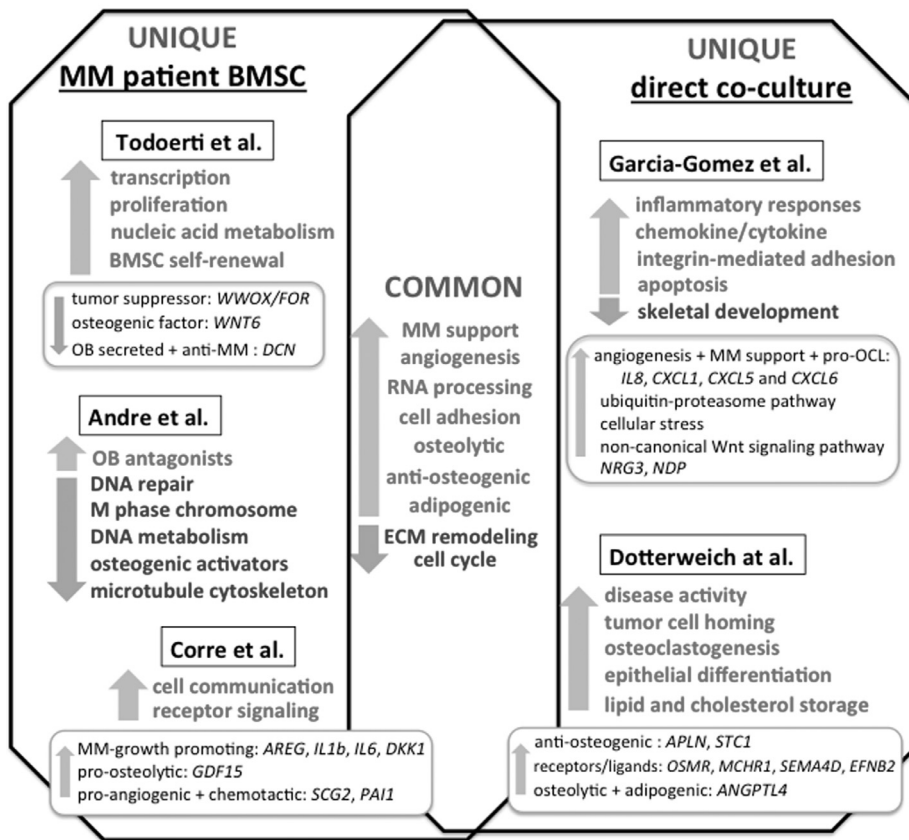 UNIQUE
MM patient BMSC
Todoerti et al.
transcription
proliferation
nucleic acid metabolism
BMSC self-renewal
tumor suppressor: WWOX/FOR
osteogenic factor: WNT6
OB secreted + anti-MM : DCN
Andre et al.
OB antagonists
DNA repair
M phase chromosome
DNA metabolism
osteogenic activators
microtubule cytoskeleton
Corre et al.
cell communication
receptor signaling
MM-growth promoting: AREG, IL1b, IL6, DKK1
pro-osteolytic: GDF15
pro-angiogenic + chemotactic: SCG2, PAI1
COMMON
MM support
angiogenesis
RNA processing
cell adhesion
osteolytic
anti-osteogenic
adipogenic
ECM remodeling
cell cycle
UNIQUE
direct co-culture
Garcia-Gomez et al.
inflammatory responses
chemokine/cytokine
integrin-mediated adhesion
apoptosis
skeletal development
angiogenesis + MM support + pro-OCL:
IL8, CXCL1, CXCL5 and CXCL6
ubiquitin-proteasome pathway
cellular stress
non-canonical Wnt signaling pathway
NRG3, NDP
Dotterweich at al.
disease activity
tumor cell homing
osteoclastogenesis
epithelial differentiation
lipid and cholesterol storage
anti-osteogenic : APLN, STC1
receptors/ligands: OSMR, MCHR1, SEMA4D, EFNB2
osteolytic + adipogenic: ANGPTL4